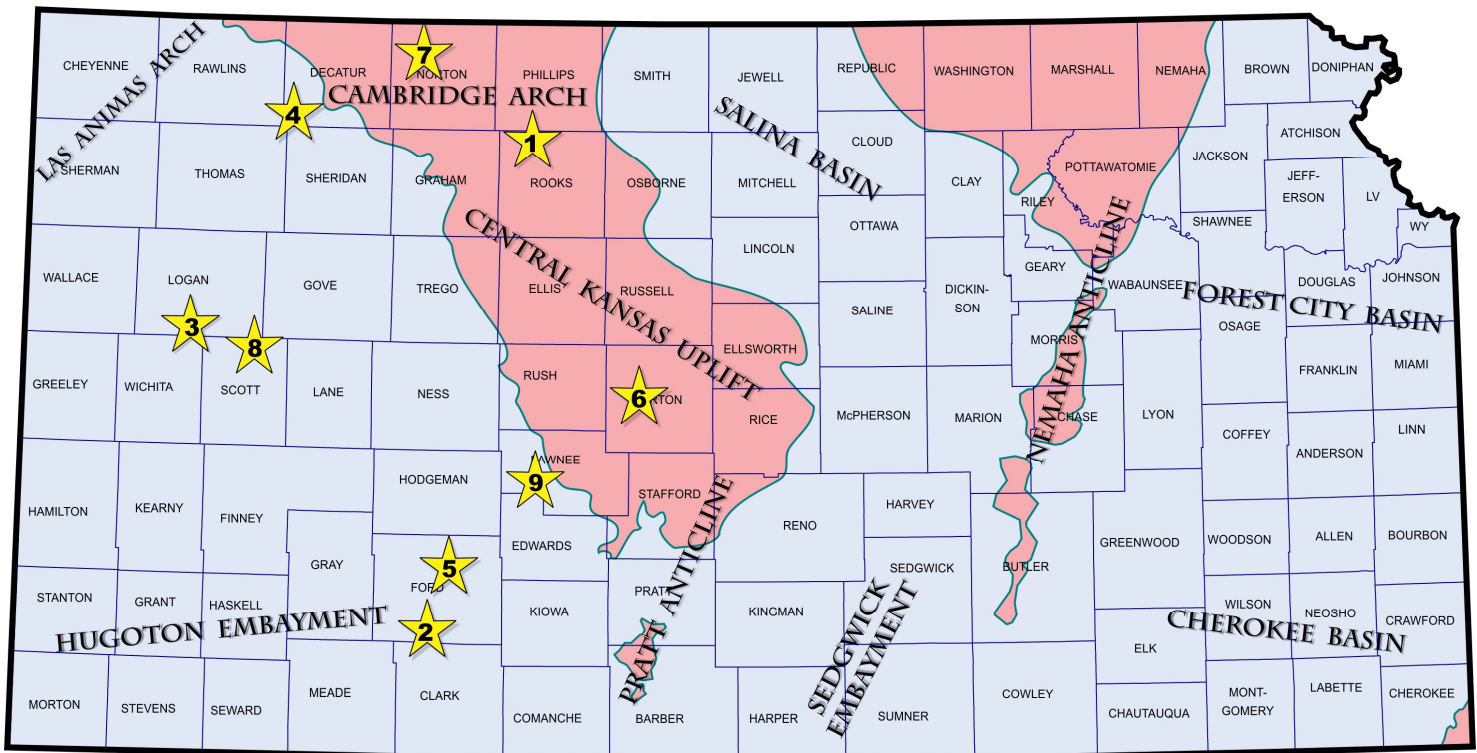 CHEYENNE
RAWLINS
DECATUR
NORTON
PHILLIPS
SMITH
JEWELL
REPUBLIC
WASHINGTON
MARSHALL
NEMAHA
BROWN
DONIPHAN
7
LAS ANIMAS ARCH
CAMBRIDGE ARCH
4
1
SALINA BASIN
CLOUD
ATCHISON
SHERMAN
THOMAS
SHERIDAN
GRAHAM
ROOKS
OSBORNE
MITCHELL
CLAY
RILEY
POTTAWATOMIE
JACKSON
JEFF-
ERSON
LV
WY
OTTAWA
SHAWNEE
CENTRAL KANSAS UPLIFT
LINCOLN
GEARY
WALLACE
LOGAN
GOVE
TREGO
ELLIS
RUSSELL
SALINE
DICKIN-
SON
WABAUNSEE
DOUGLAS
JOHNSON
FOREST CITY BASIN
NEMAHA ANTICLINE
3
8
OSAGE
MORRIS
ELLSWORTH
GREELEY
WICHITA
SCOTT
LANE
NESS
RUSH
6
RTON
RICE
McPHERSON
MARION
CHASE
LYON
FRANKLIN
MIAMI
COFFEY
ANDERSON
LINN
HODGEMAN
AWNEE
9
STAFFORD
HAMILTON
KEARNY
FINNEY
GRAY
5
FORD
EDWARDS
RENO
HARVEY
SEDGWICK
BUTLER
GREENWOOD
WOODSON
ALLEN
BOURBON
PRATT ANTICLINE
STANTON
GRANT
HASKELL
KIOWA
PRATT
KINGMAN
WILSON
NEOSHO
CRAWFORD
HUGOTON EMBAYMENT
2
SEDGWICK
EMBAYMENT
CHEROKEE BASIN
ELK
MORTON
STEVENS
SEWARD
MEADE
CLARK
COMANCHE
BARBER
HARPER
SUMNER
COWLEY
CHAUTAUQUA
MONT-
GOMERY
LABETTE
CHEROKEE